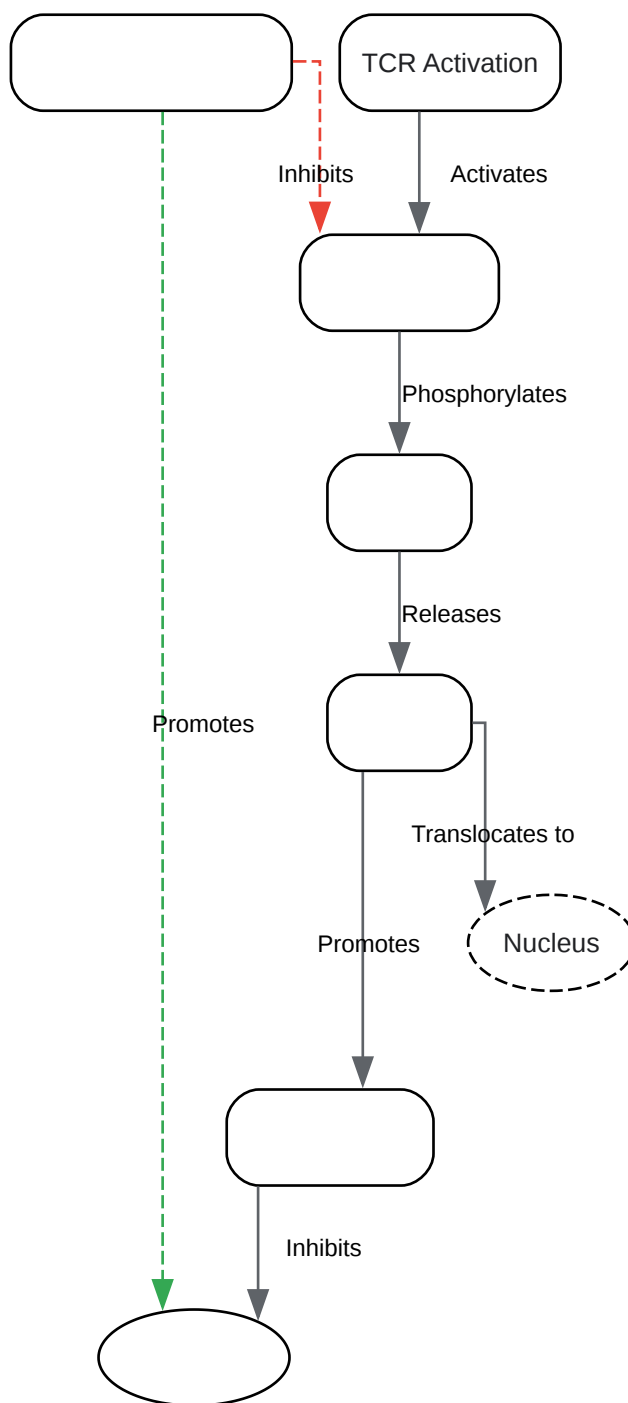 TCR Activation
Inhibits
Activates
Phosphorylates
Releases
Promotes
Translocates to
Promotes
Nucleus
Inhibits